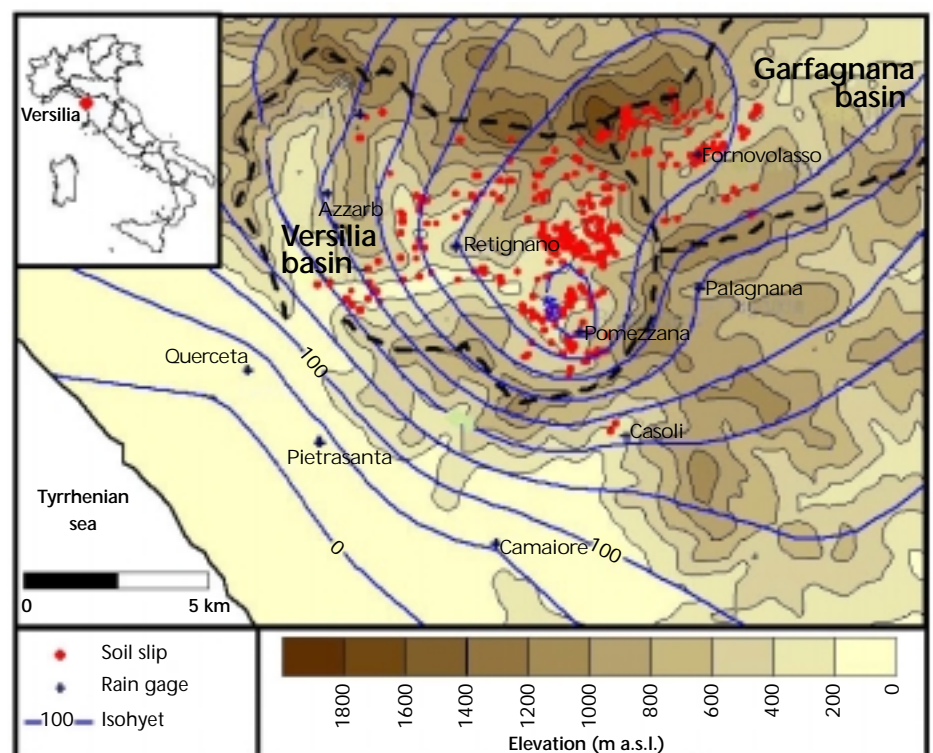 Versilia
Garfagnana
basin
Fornovolasso
Azzarb
Versilia
basin
Retignano
Palagnana
Pomezzana
Querceta
100
Casoli
Pietrasanta
Tyrrhenian
sea
0
Camaiore
100
0 5 km
Soil slip
Rain gage
100 Isohyet
1800 1600 1400 1200 1000 800 600 400 200 0
Elevation (m a.s.l.)